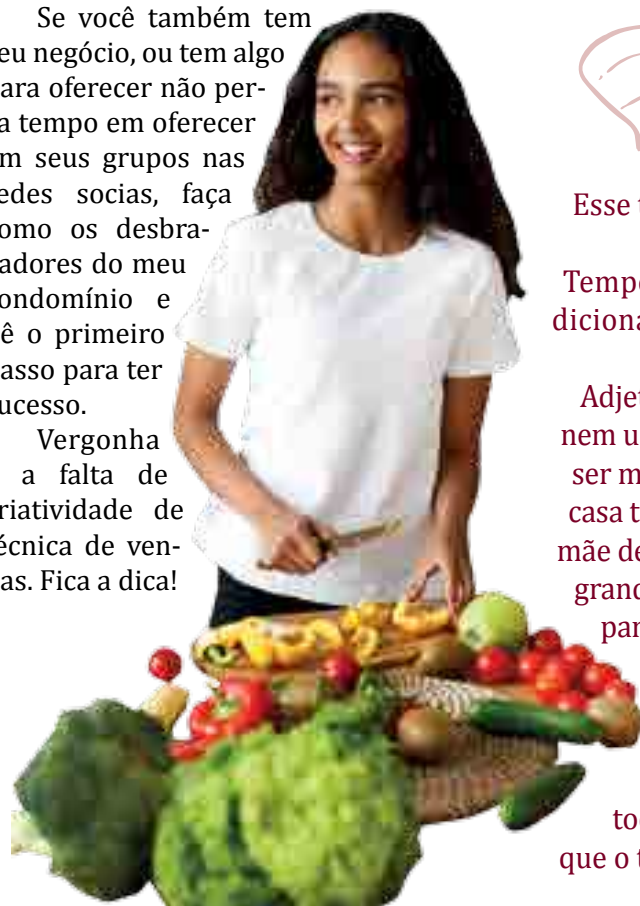 Se você também tem
eu negócio, ou tem algo
ara oferecer não per-
a tempo em oferecer
m seus grupos nas
edes socias, faça
omo os desbra-
adores do meu
ondomínio e
ê o primeiro
asso para ter
ucesso.
Vergonha
a falta de
riatividade de
écnica de ven-
as. Fica a dica!
Esse t
Tempo
diciona
Adjet
nem u
ser m
casa t
mãe de
grand
par
to
que o t